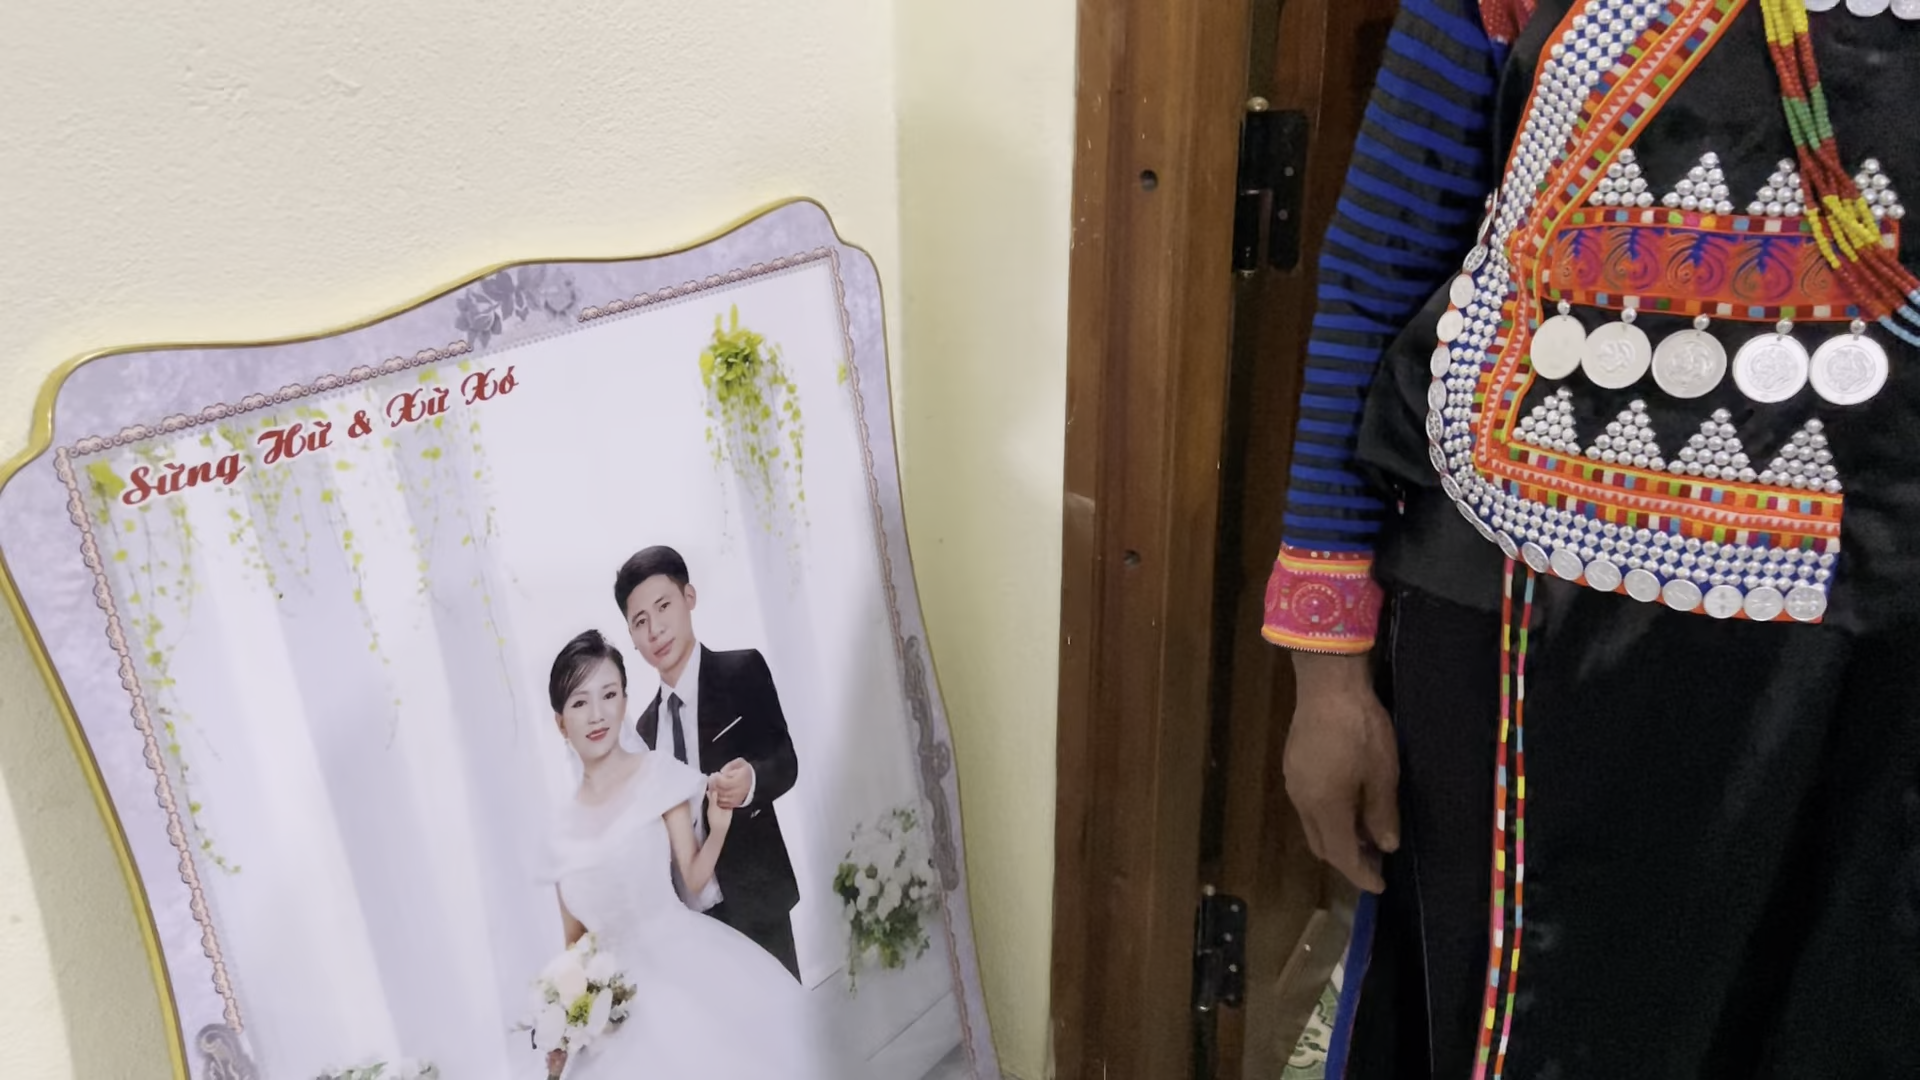 Sừng Hừ & Xừ Xó